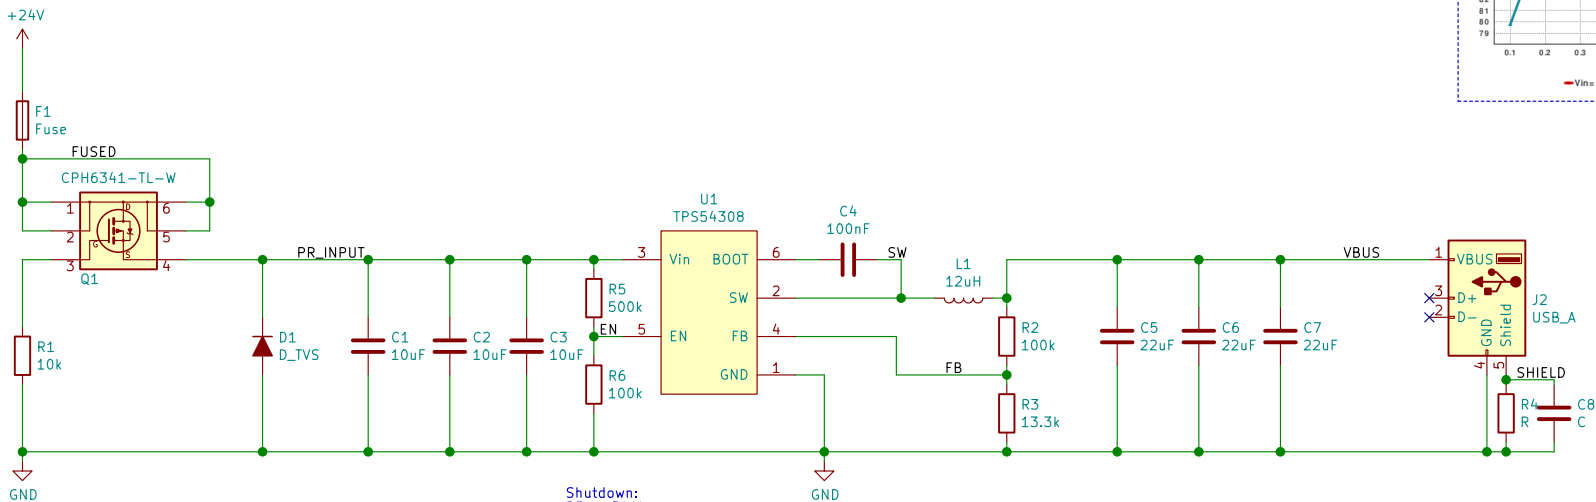 +24V
82
81
80
79
0.1 0.2 0.3
Vin=
F1
Fuse
FUSED
CPH6341-TL-W
1
2
3
6
5
4
D
G
S
Q1
R1
10k
GND
PR_INPUT
D1
D_TVS
C1
10uF
C2
10uF
C3
10uF
R5
500k
EN
R6
100k
U1
TPS54308
3 Vin
5 EN
BOOT 6
SW 2
FB 4
GND 1
C4
100nF
SW
L1
12uH
FB
R2
100k
R3
13.3k
GND
C5
22uF
C6
22uF
C7
22uF
VBUS
1 VBUS
3 D+
2 D-
GND
Shield
4
5
J2
USB_A
SHIELD
R4
R
C8
C
Shutdown: